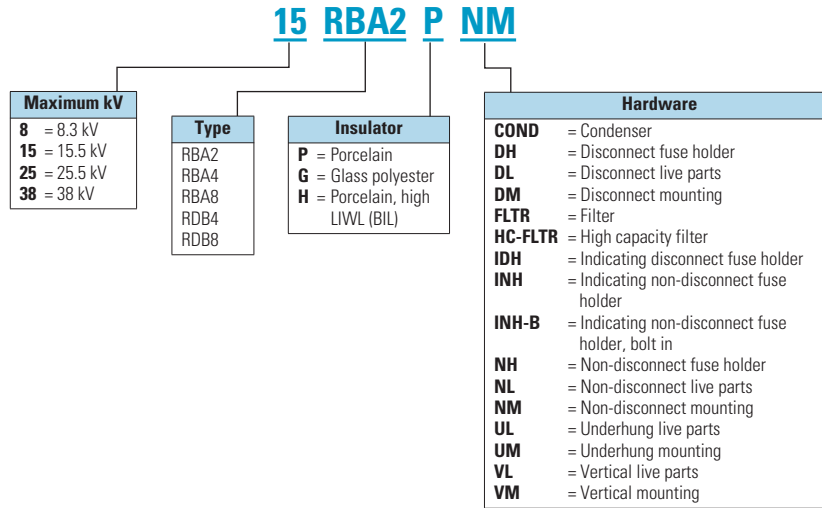 15 RBA2 P NM
Maximum kV
8 = 8.3 kV
15 = 15.5 kV
25 = 25.5 kV
38 = 38 kV
Type
RBA2
RBA4
RBA8
RDB4
RDB8
Insulator
P = Porcelain
G = Glass polyester
H = Porcelain, high
LIWL (BIL)
Hardware
COND = Condenser
DH = Disconnect fuse holder
DL = Disconnect live parts
DM = Disconnect mounting
FLTR = Filter
HC-FLTR = High capacity filter
IDH = Indicating disconnect fuse holder
INH = Indicating non-disconnect fuse
holder
INH-B = Indicating non-disconnect fuse
holder, bolt in
NH = Non-disconnect fuse holder
NL = Non-disconnect live parts
NM = Non-disconnect mounting
UL = Underhung live parts
UM = Underhung mounting
VL = Vertical live parts
VM = Vertical mounting